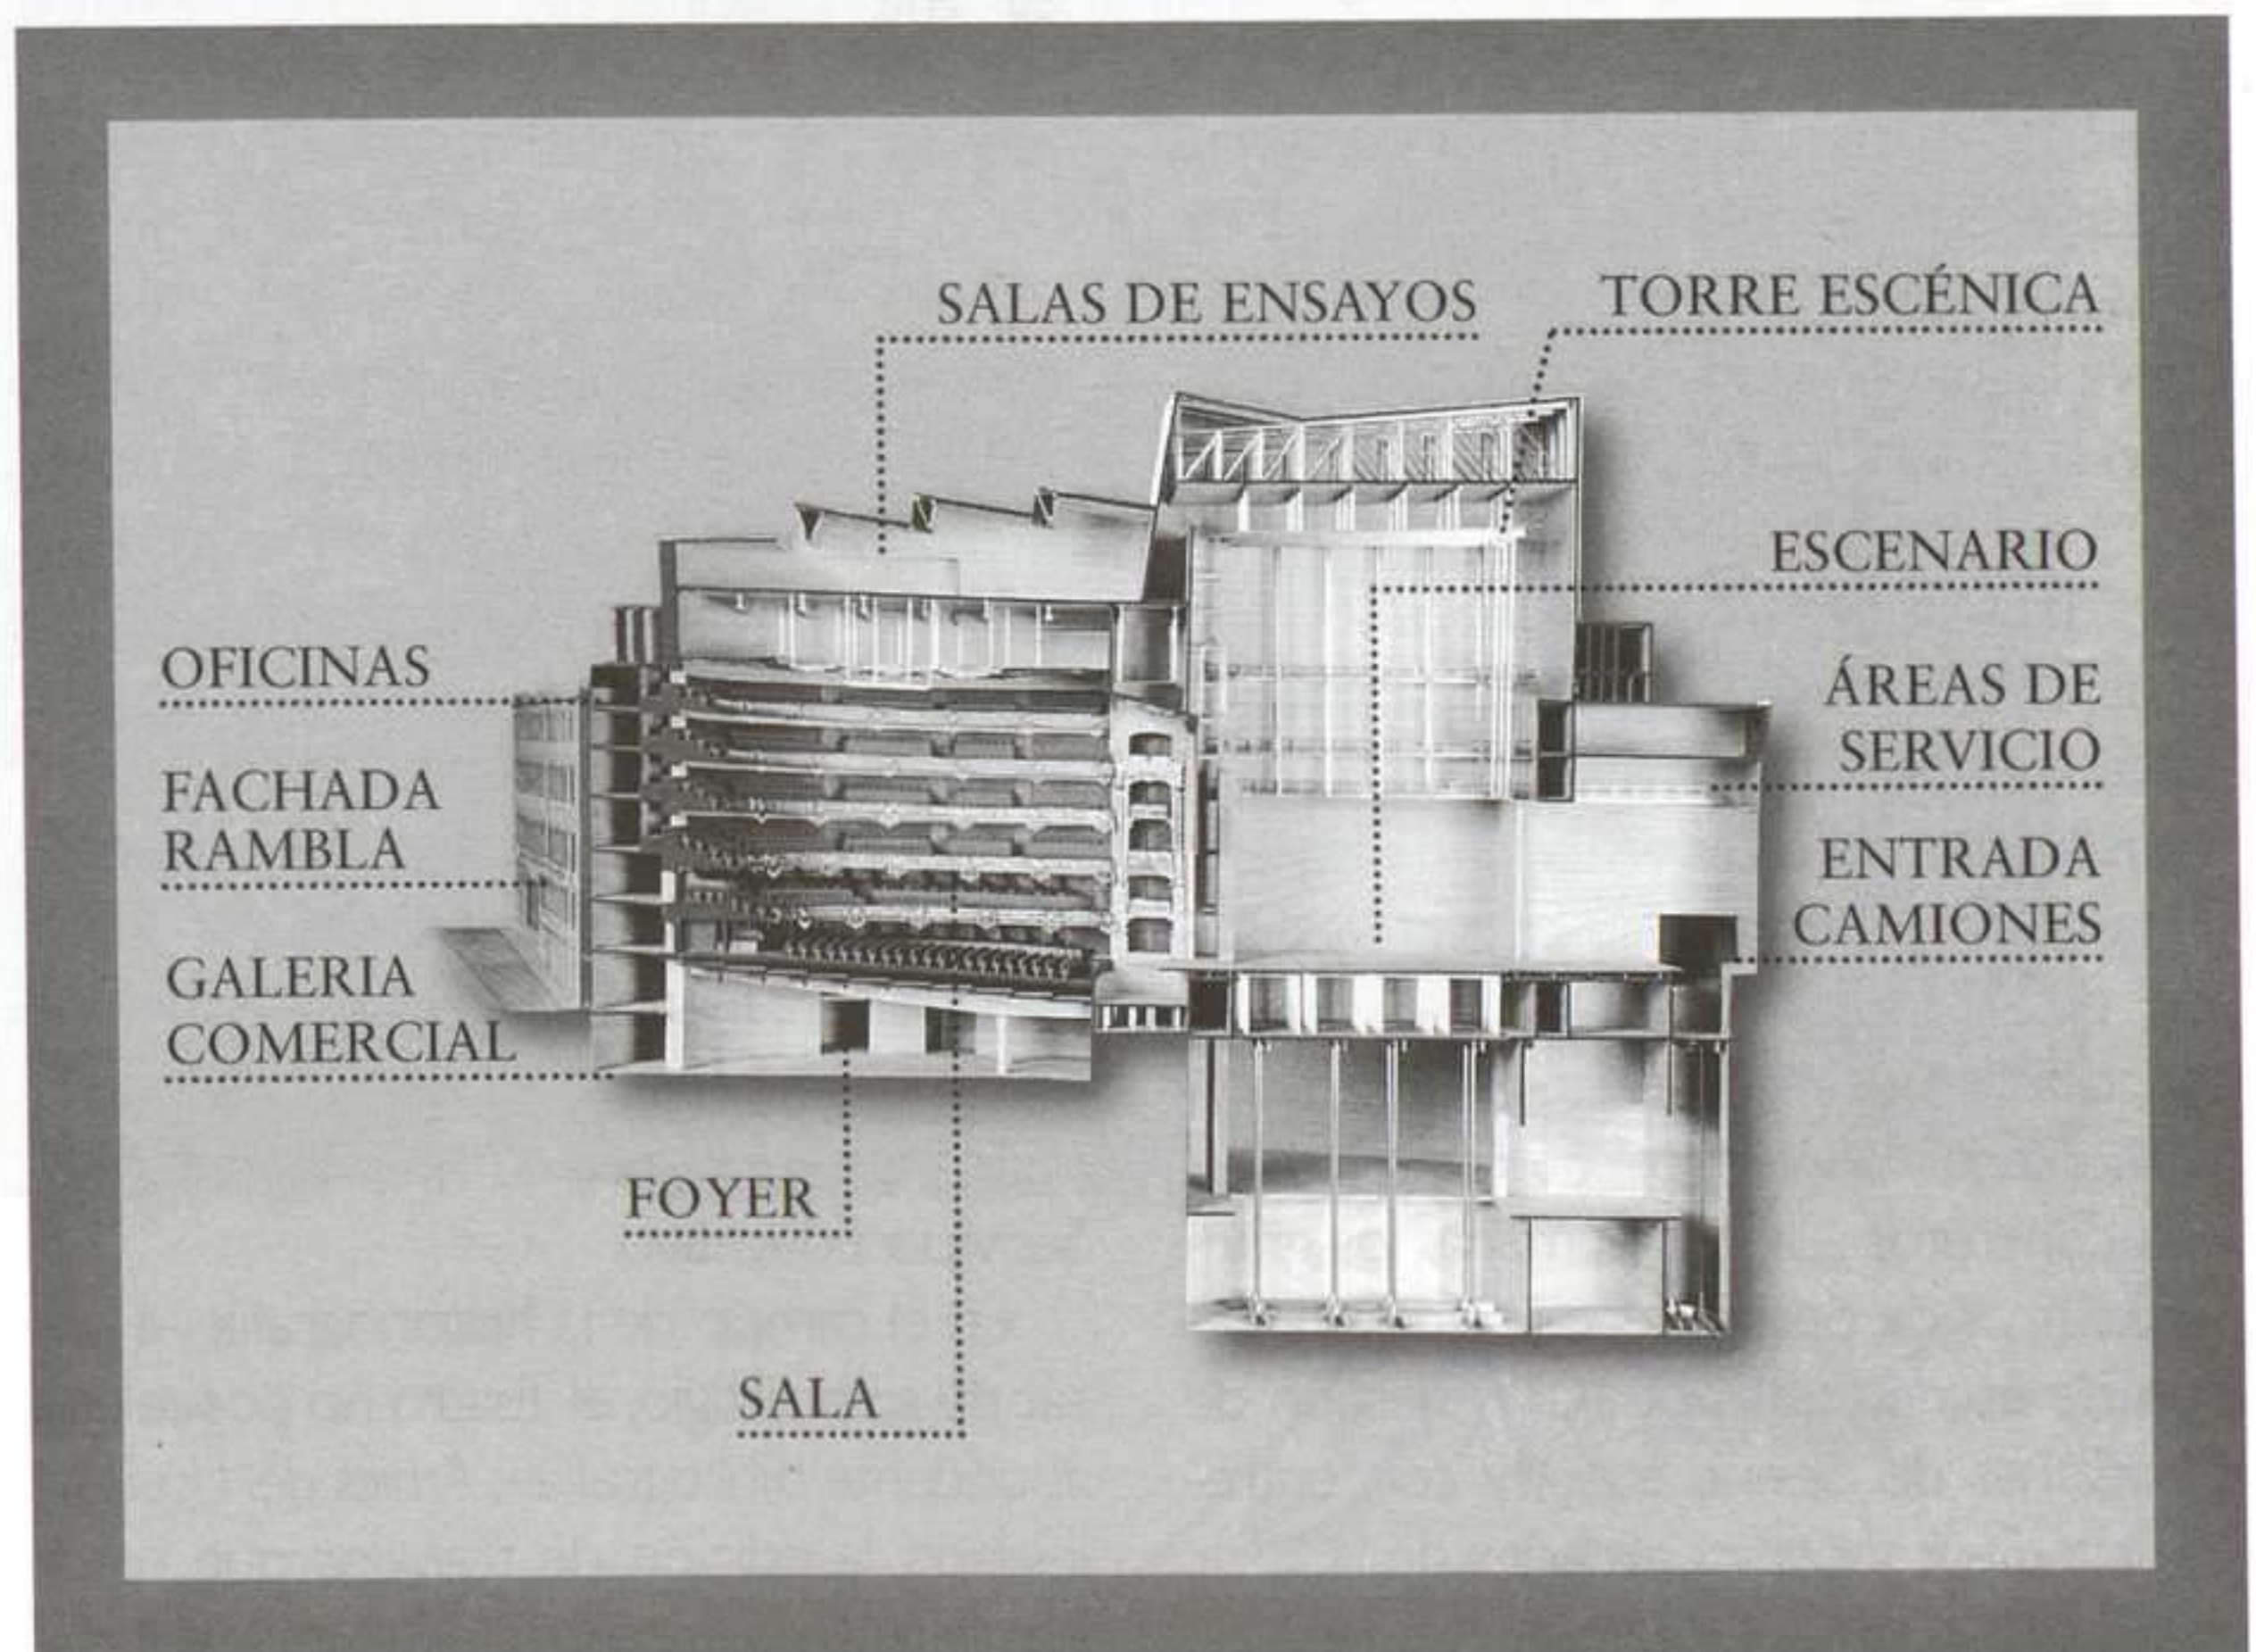 SALAS DE ENSAYOS
TORRE ESCÉNICA
ESCENARIO
OFICINAS
ÁREAS DE
SERVICIO
FACHADA
RAMBLA
ENTRADA
CAMIONES
GALERIA
COMERCIAL
FOYER
SALA